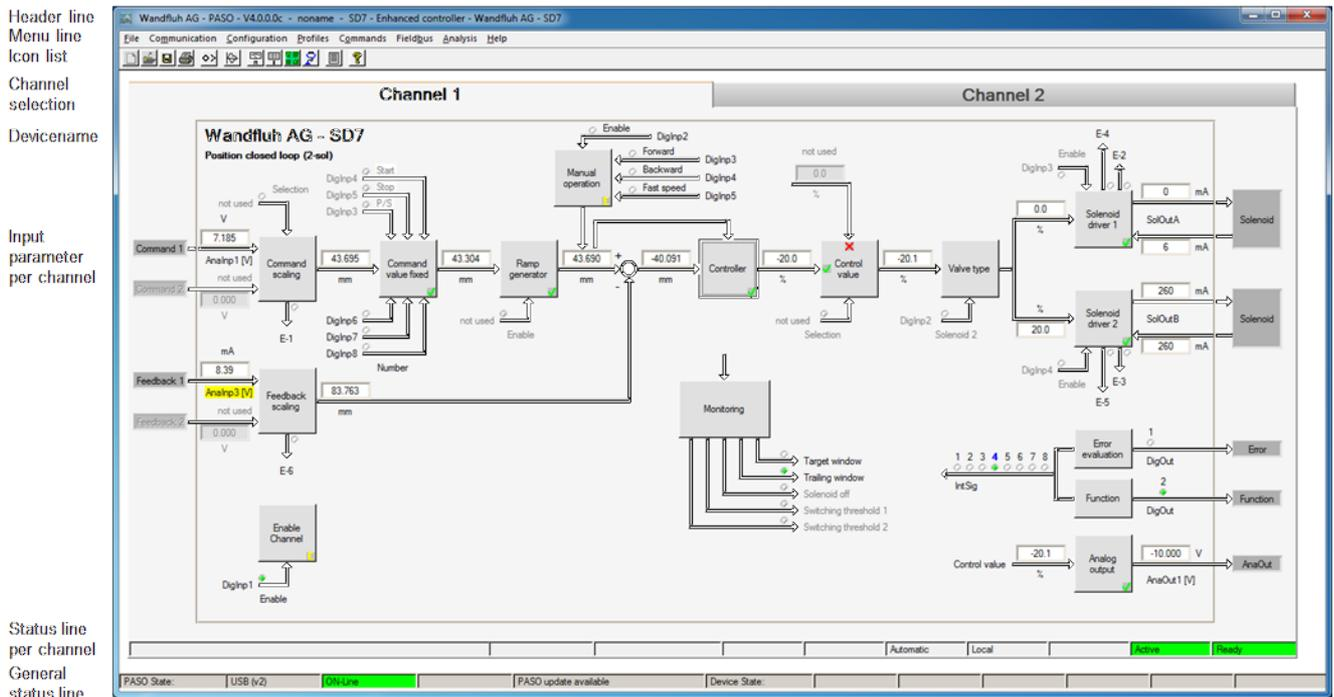 Header line
Menu line
Icon list
Channel
selection
Devicename
Input
parameter
per channel
Status line
per channel
General
status line
Wandfluh AG - PASO - V4.0.0.0c - noname - SD7 - Enhanced controller - Wandfluh AG - SD7
File Communication Configuration Profiles Commands Fieldbus Analysis Help
Channel 1
Channel 2
Wandfluh AG - SD7
Position closed loop (2-sol)
Selection
not used
V
7.185
Command 1
AnaInp1 [V]
not used
Command 2
0.000
V
Command
scaling
E-1
43.695
mm
DigInp4 Start
DigInp5 Stop
DigInp3 P/S
Command
value fixed
DigInp6
DigInp7
DigInp8
Number
43.304
mm
Ramp
generator
not used
Enable
Enable
DigInp2
Manual
operation
Forward
DigInp3
Backward
DigInp4
Fast speed
DigInp5
43.690
mm
+
-
-40.091
mm
Controller
-20.0
%
not used
0.0
%
Control
value
not used
Selection
-20.1
%
Valve type
DigInp2
Solenoid 2
0.0
%
%
20.0
E-4
E-2
Enable
DigInp3
Solenoid
driver 1
0 mA
SolOutA
6 mA
Solenoid
Solenoid
driver 2
260 mA
SolOutB
260 mA
Solenoid
DigInp4
Enable
E-3
E-5
mA
8.39
Feedback 1
AnaInp3 [V]
not used
Feedback 2
0.000
V
Feedback
scaling
E-6
83.763
mm
Monitoring
Target window
Trailing window
Solenoid off
Switching threshold 1
Switching threshold 2
1 2 3 4 5 6 7 8
IntSig
Error
evaluation
1
DigOut
Error
Function
2
DigOut
Function
Enable
Channel
DigInp1
Enable
Control value
-20.1
%
Analog
output
-10.000 V
AnaOut1 [V]
AnaOut
Automatic Local Active Ready
PASO State: USB (v2) ON-Line PASO update available Device State: